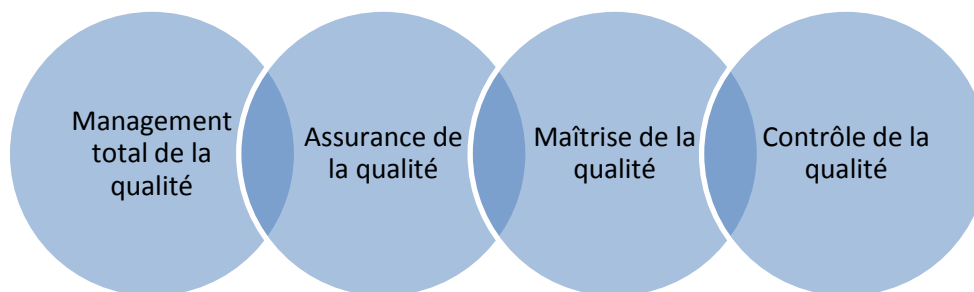 Management
total de la
qualité
Assurance de
la qualité
Maîtrise de la
qualité
Contrôle de la
qualité